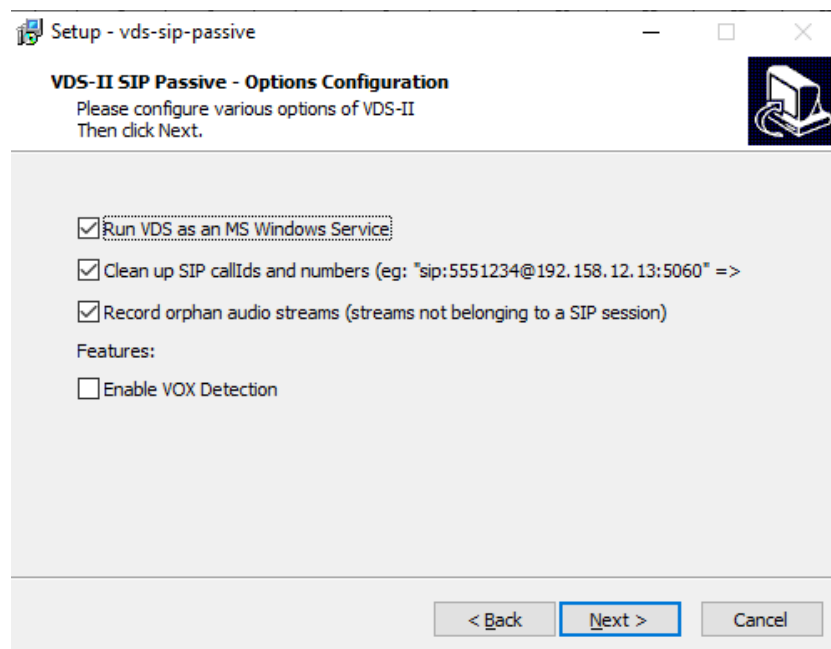 Setup - vds-sip-passive
VDS-II SIP Passive - Options Configuration
Please configure various options of VDS-II
Then click Next.
Run VDS as an MS Windows Service
Clean up SIP callIds and numbers (eg: "sip:5551234@192.158.12.13:5060" =>
Record orphan audio streams (streams not belonging to a SIP session)
Features:
Enable VOX Detection
< Back
Next >
Cancel